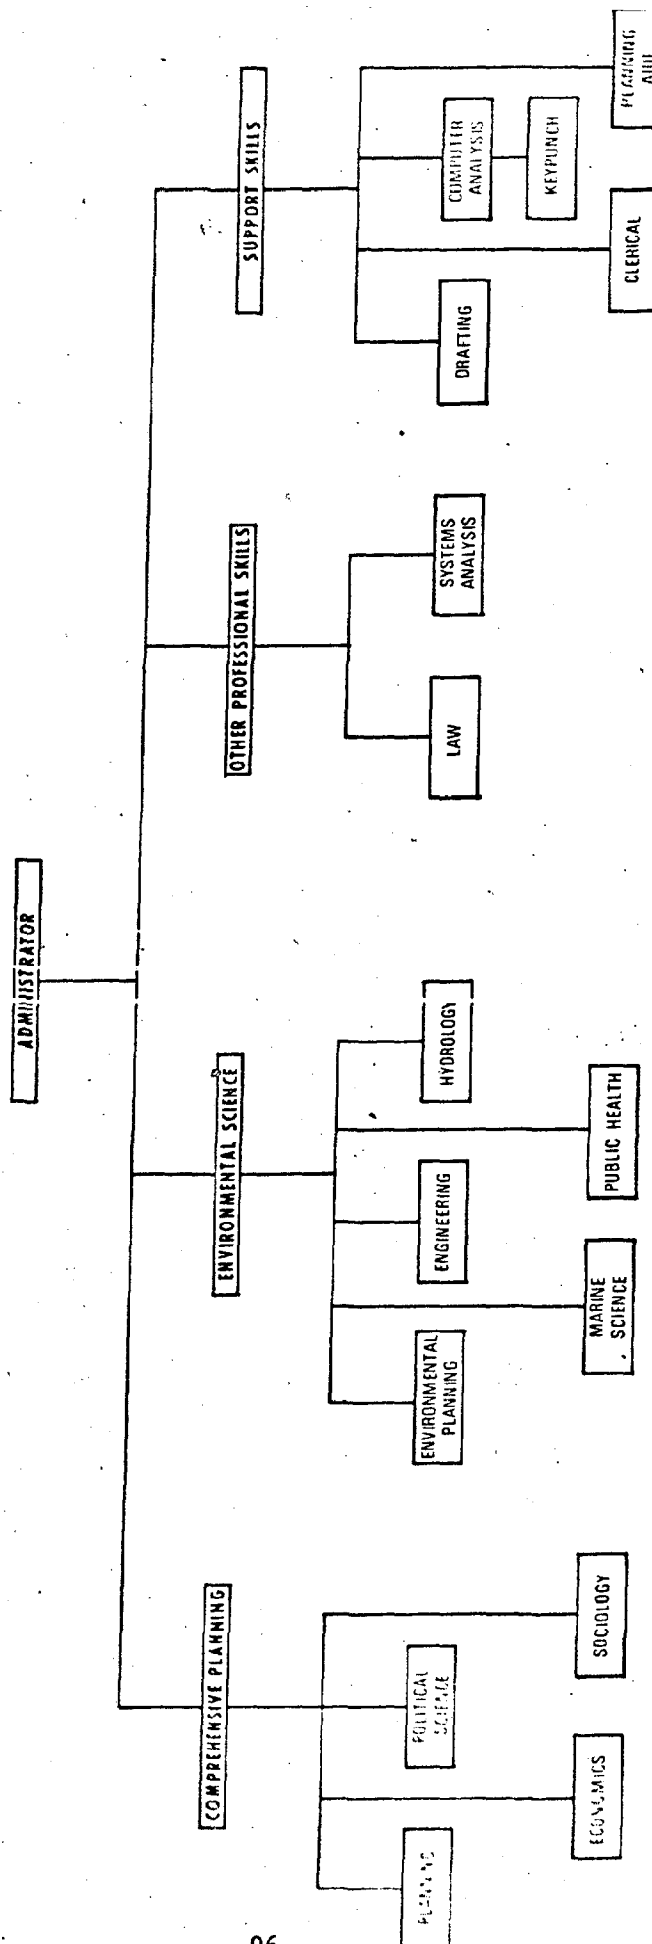 ADMINISTRATOR
COMPREHENSIVE PLANNING
ENVIRONMENTAL SCIENCE
OTHER PROFESSIONAL SKILLS
SUPPORT SKILLS
PLANNING
ECONOMICS
POLITICAL
SCIENCE
SOCIOLOGY
ENVIRONMENTAL
PLANNING
MARINE
SCIENCE
ENGINEERING
PUBLIC HEALTH
HYDROLOGY
LAW
SYSTEMS
ANALYSIS
DRAFTING
CLERICAL
COMPUTER
ANALYSIS
KEYPUNCH
PLANNING